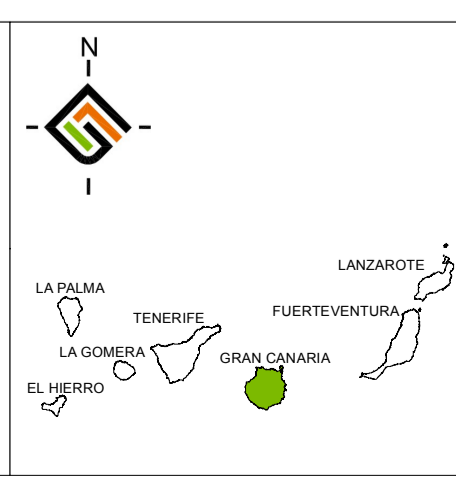 N
LANZAROTE
LA PALMA
FUERTEVENTURA
TENERIFE
LA GOMERA
GRAN CANARIA
EL HIERRO